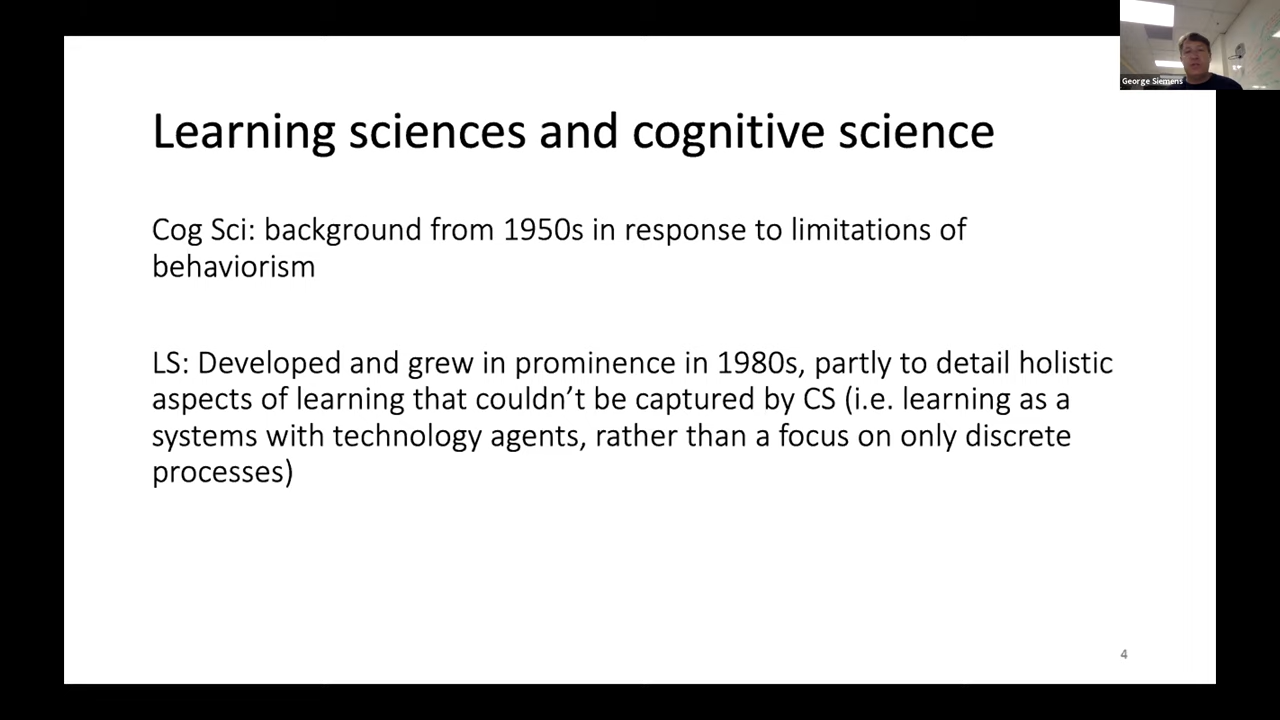 George Siemens
Learning sciences and cognitive science
Cog Sci: background from 1950s in response to limitations of
behaviorism
LS: Developed and grew in prominence in 1980s, partly to detail holistic
aspects of learning that couldn’t be captured by CS (i.e. learning as a
systems with technology agents, rather than a focus on only discrete
processes)
4